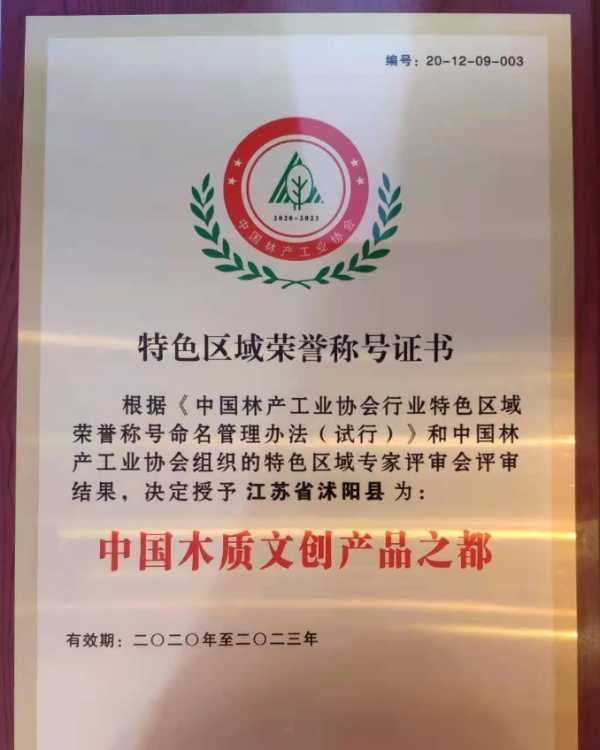 编号：20-12-09-003
2020-2023
中国林产工业协会
特色区域荣誉称号证书
根据《中国林产工业协会行业特色区域
荣誉称号命名管理办法（试行）》和中国林
产工业协会组织的特色区域专家评审会评审
结果，决定授予江苏省沭阳县为：
中国木质文创产品之都
有效期：二〇二〇年至二〇二三年